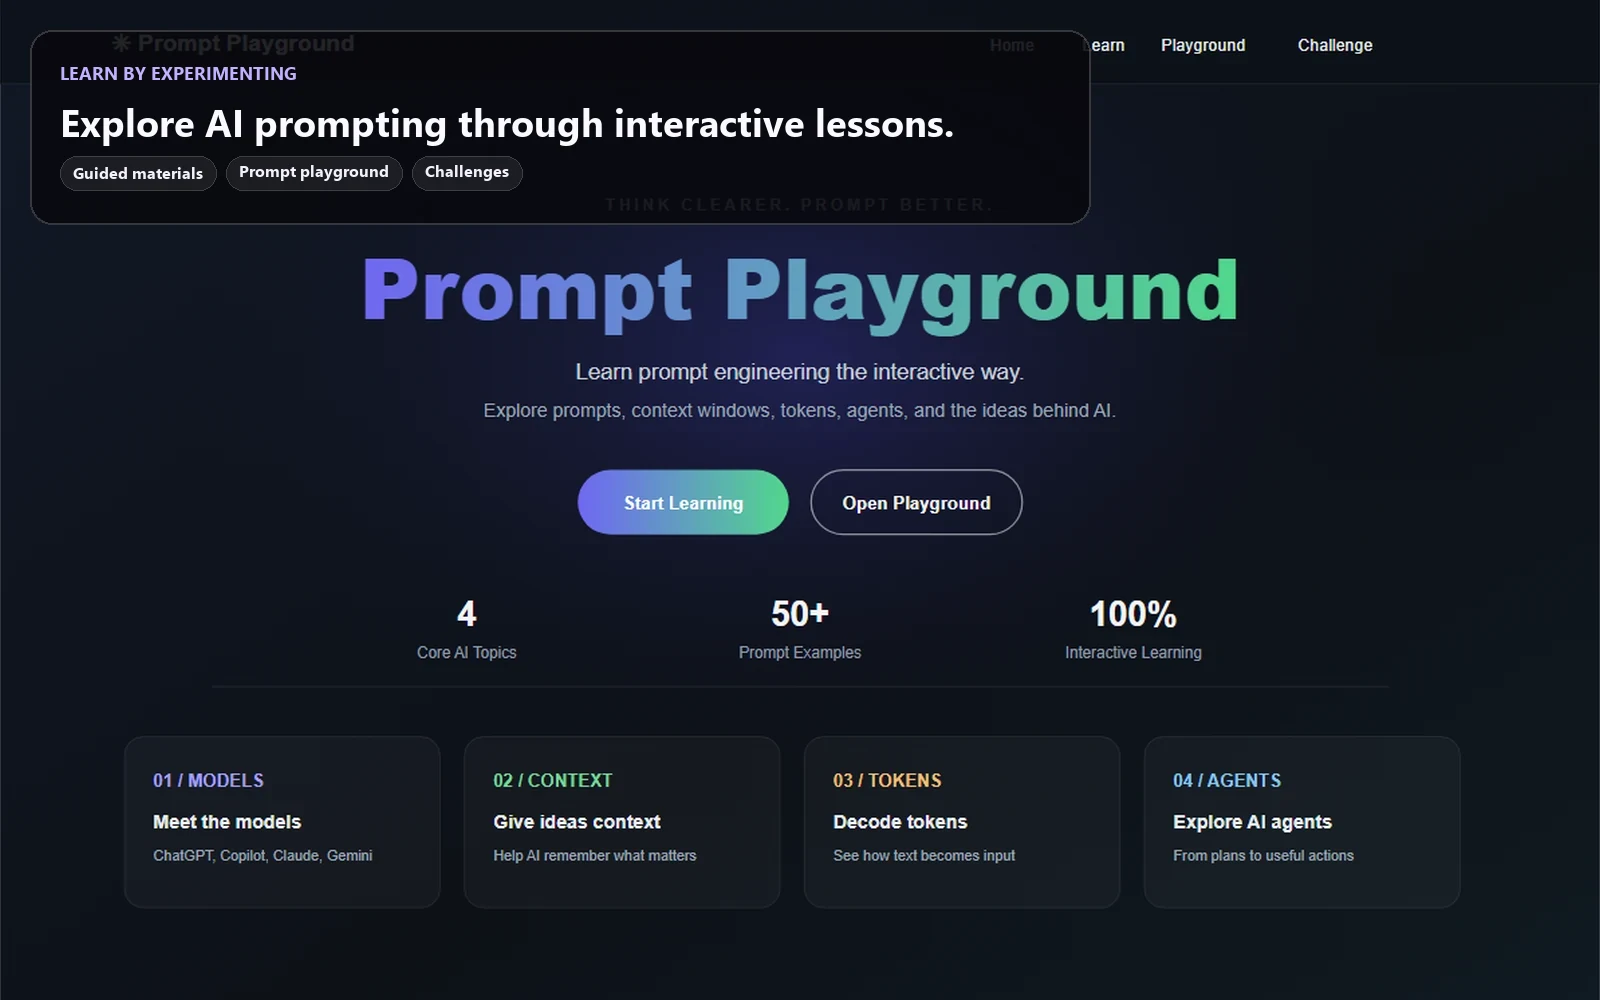 ✳ Prompt Playground
Home Learn Playground Challenge
LEARN BY EXPERIMENTING
Explore AI prompting through interactive lessons.
Guided materials Prompt playground Challenges
THINK CLEARER. PROMPT BETTER.
Prompt Playground
Learn prompt engineering the interactive way.
Explore prompts, context windows, tokens, agents, and the ideas behind AI.
Start Learning Open Playground
4 50+ 100%
Core AI Topics Prompt Examples Interactive Learning
01 / MODELS
Meet the models
ChatGPT, Copilot, Claude, Gemini
02 / CONTEXT
Give ideas context
Help AI remember what matters
03 / TOKENS
Decode tokens
See how text becomes input
04 / AGENTS
Explore AI agents
From plans to useful actions